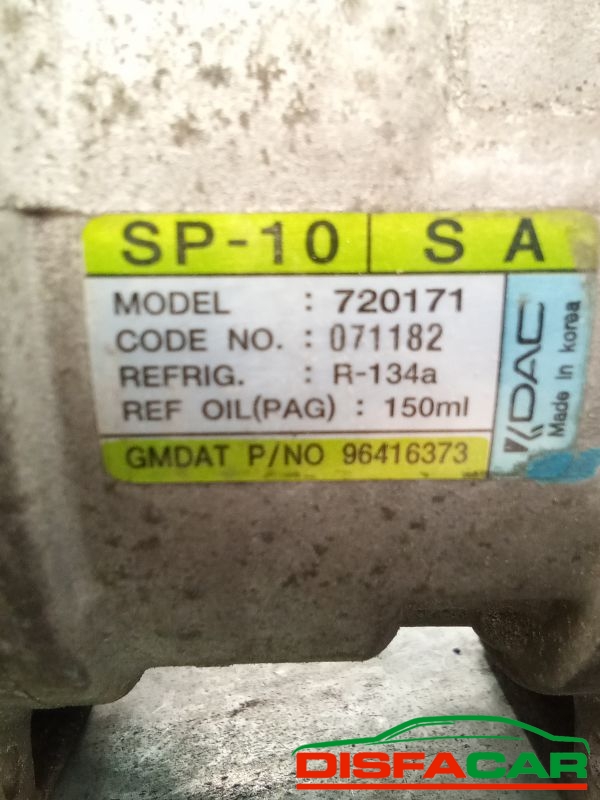 SP-10 S A
MODEL : 720171
CODE NO. : 071182
REFRIG. : R-134a
REF OIL(PAG) : 150ml
GMDAT P/NO 96416373
KDAC
Made in korea
DISFACAR